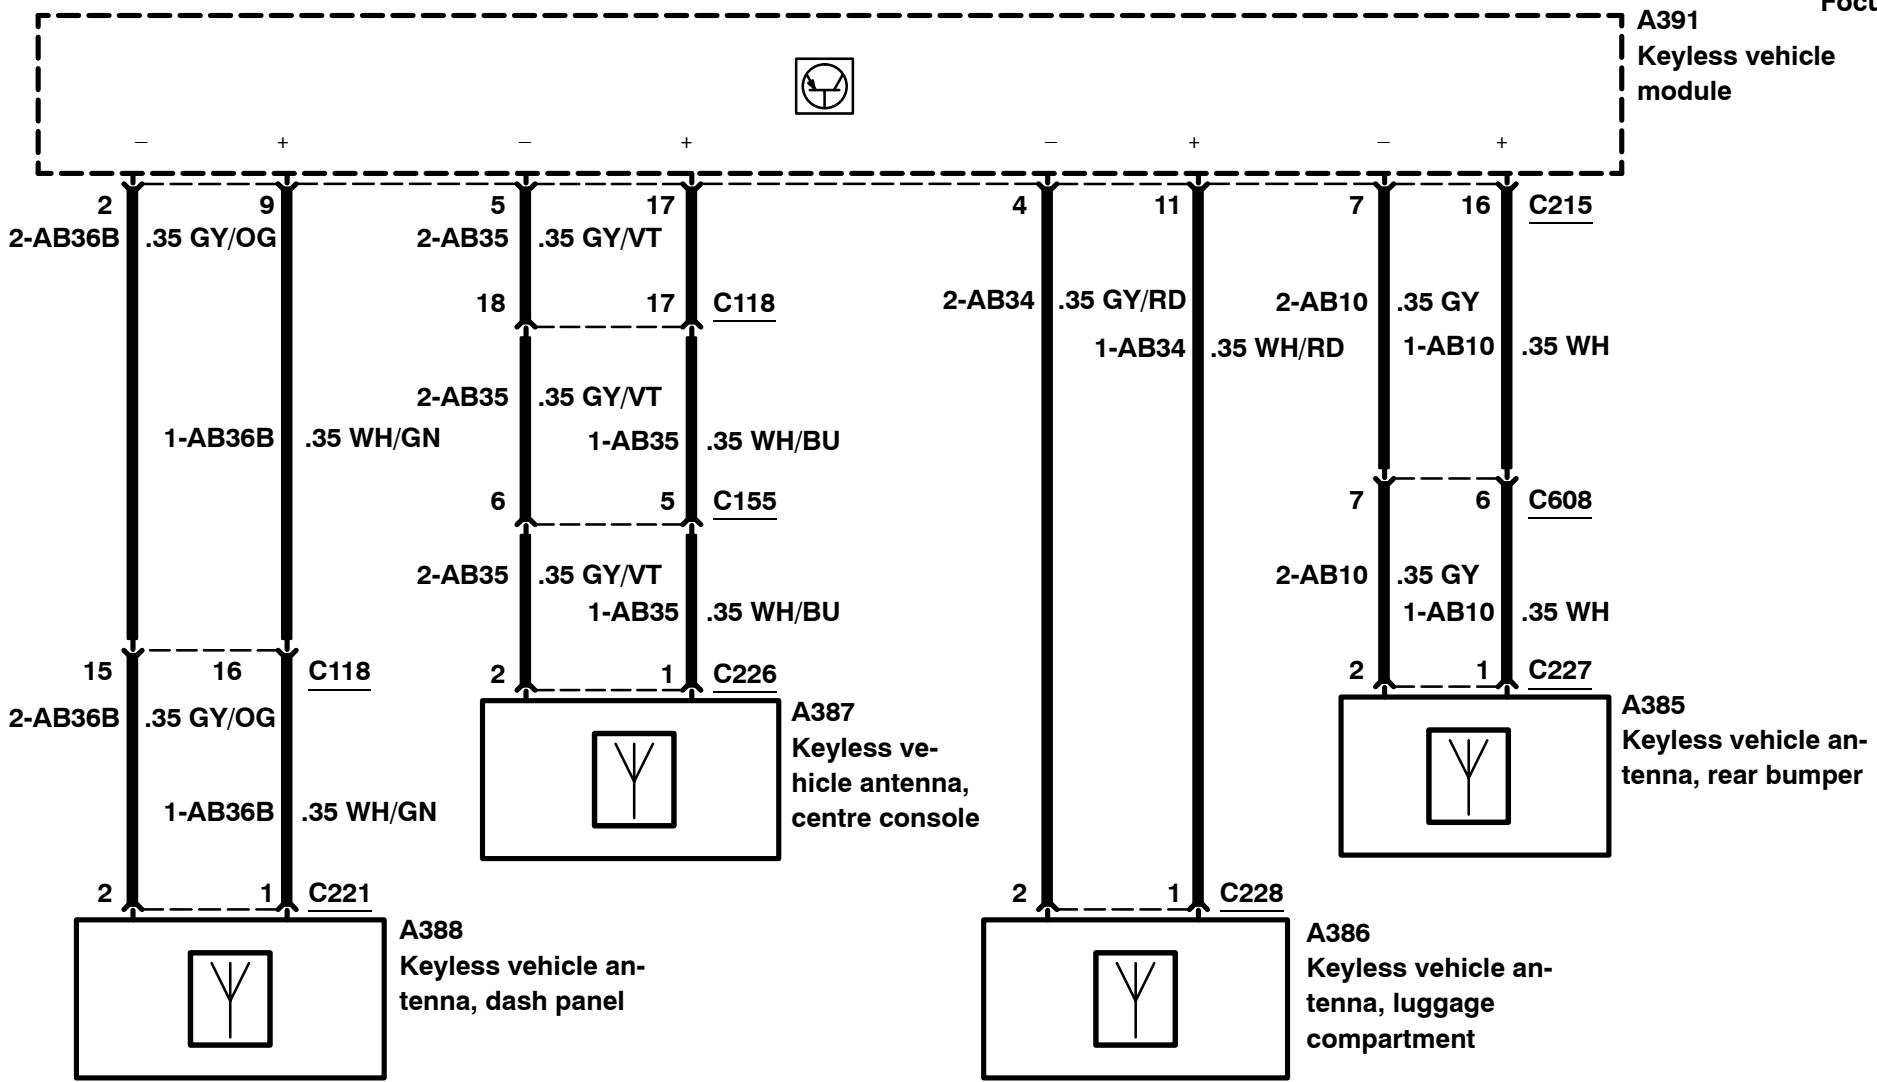 Focu
A391
Keyless vehicle
module
– + – + – + – +
2 9 5 17 4 11 7 16 C215
2-AB36B .35 GY/OG 2-AB35 .35 GY/VT
18 17 C118
2-AB34 .35 GY/RD 2-AB10 .35 GY
1-AB34 .35 WH/RD 1-AB10 .35 WH
2-AB35 .35 GY/VT
1-AB36B .35 WH/GN 1-AB35 .35 WH/BU
6 5 C155 7 6 C608
2-AB35 .35 GY/VT 2-AB10 .35 GY
1-AB35 .35 WH/BU 1-AB10 .35 WH
15 16 C118 2 1 C226 2 1 C227
2-AB36B .35 GY/OG
A387
Keyless ve-
hicle antenna,
centre console
A385
Keyless vehicle an-
tenna, rear bumper
1-AB36B .35 WH/GN
2 1 C221 2 1 C228
A388
Keyless vehicle an-
tenna, dash panel
A386
Keyless vehicle an-
tenna, luggage
compartment